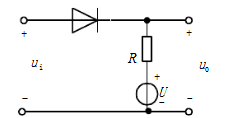 + +
u_i R + u_o
U
− − −